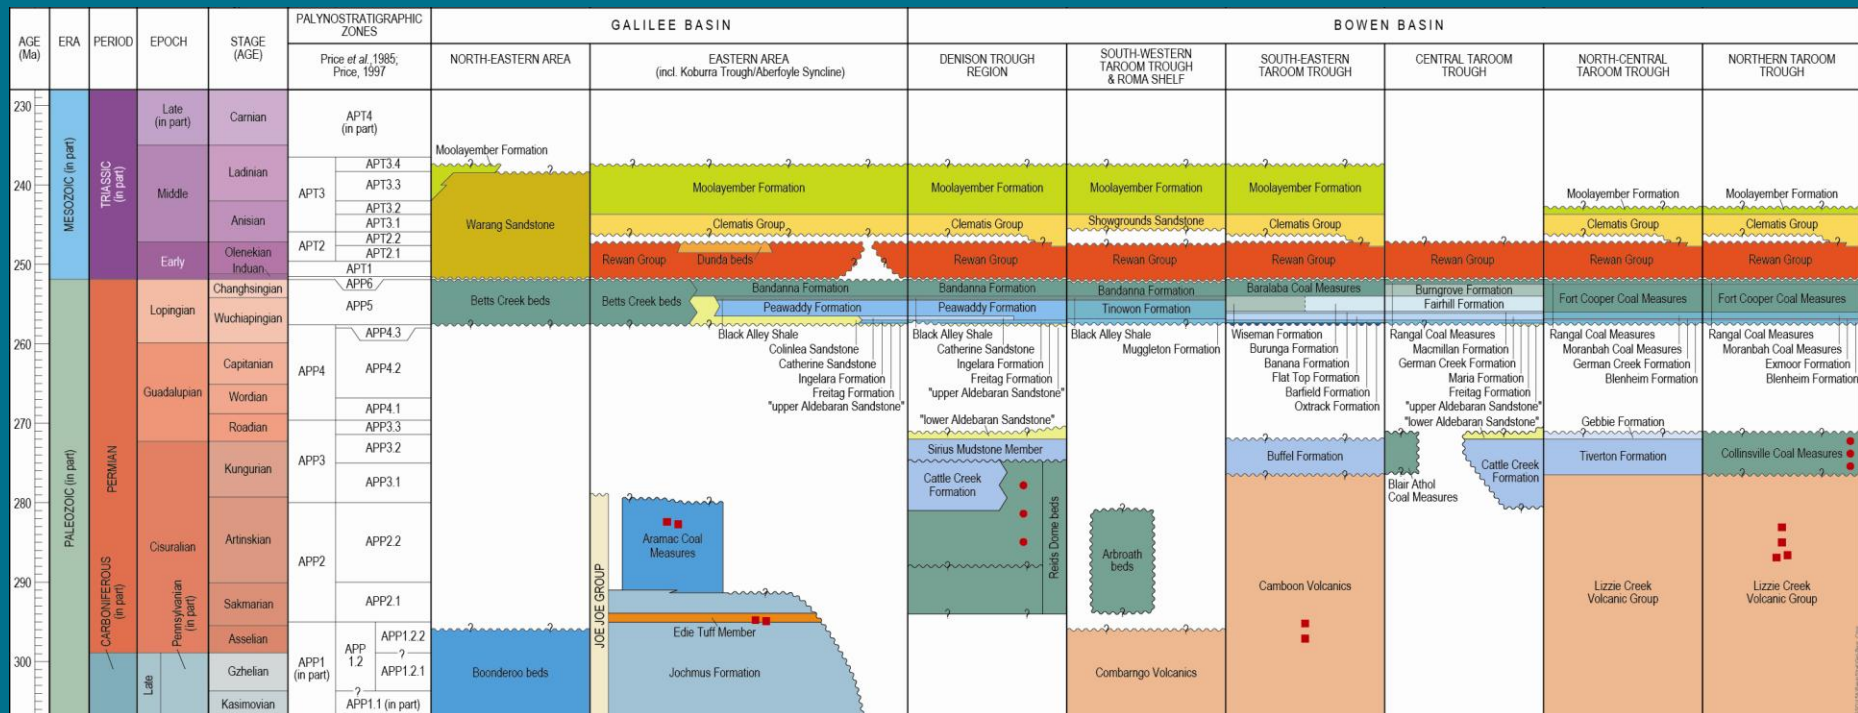 AGE
(Ma)
ERA
PERIOD
EPOCH
STAGE
(AGE)
PALYNOSTRATIGRAPHIC
ZONES
Price et al.,1985;
Price, 1997
GALILEE BASIN
BOWEN BASIN
NORTH-EASTERN AREA
EASTERN AREA
(incl. Koburra Trough/Aberfoyle Syncline)
DENISON TROUGH
REGION
SOUTH-WESTERN
TAROOM TROUGH
& ROMA SHELF
SOUTH-EASTERN
TAROOM TROUGH
CENTRAL TAROOM
TROUGH
NORTH-CENTRAL
TAROOM TROUGH
NORTHERN TAROOM
TROUGH
230
240
250
260
270
280
290
300
MESOZOIC (in part)
PALEOZOIC (in part)
TRIASSIC
(in part)
PERMIAN
CARBONIFEROUS
(in part)
Late
(in part)
Middle
Early
Lopingian
Guadalupian
Cisuralian
Pennsylvanian
(in part)
Late
Carnian
Ladinian
Anisian
Olenekian
Induan
Changhsingian
Wuchiapingian
Capitanian
Wordian
Roadian
Kungurian
Artinskian
Sakmarian
Asselian
Gzhelian
Kasimovian
APT4
(in part)
APT3
APT3.4
APT3.3
APT3.2
APT3.1
APT2
APT2.2
APT2.1
APT1
APP6
APP5
APP4
APP4.3
APP4.2
APP4.1
APP3
APP3.3
APP3.2
APP3.1
APP2
APP2.2
APP2.1
APP1
(in part)
APP
1.2
APP1.2.2
?
APP1.2.1
?
APP1.1 (in part)
Moolayember Formation
Warang Sandstone
Betts Creek beds
Boonderoo beds
Moolayember Formation
Clematis Group
Rewan Group
Dunda beds
Betts Creek beds
Bandanna Formation
Peawaddy Formation
Black Alley Shale
Colinlea Sandstone
Catherine Sandstone
Ingelara Formation
Freitag Formation
"upper Aldebaran Sandstone"
JOE JOE GROUP
Aramac Coal
Measures
Edie Tuff Member
Jochmus Formation
Moolayember Formation
Clematis Group
Rewan Group
Bandanna Formation
Peawaddy Formation
Black Alley Shale
Catherine Sandstone
Ingelara Formation
Freitag Formation
"upper Aldebaran Sandstone"
"lower Aldebaran Sandstone"
Sirius Mudstone Member
Cattle Creek
Formation
Reids Dome beds
Moolayember Formation
Showgrounds Sandstone
Rewan Group
Bandanna Formation
Tinowon Formation
Black Alley Shale
Muggleton Formation
Arbroath
beds
Combarngo Volcanics
Moolayember Formation
Clematis Group
Rewan Group
Baralaba Coal Measures
Wiseman Formation
Burunga Formation
Banana Formation
Flat Top Formation
Barfield Formation
Oxtrack Formation
Buffel Formation
Camboon Volcanics
Rewan Group
Burngrove Formation
Fairhill Formation
Rangal Coal Measures
Macmillan Formation
German Creek Formation
Maria Formation
Freitag Formation
"upper Aldebaran Sandstone"
"lower Aldebaran Sandstone"
Blair Athol
Coal Measures
Cattle Creek
Formation
Moolayember Formation
Clematis Group
Rewan Group
Fort Cooper Coal Measures
Rangal Coal Measures
Moranbah Coal Measures
German Creek Formation
Blenheim Formation
Gebbie Formation
Tiverton Formation
Lizzie Creek
Volcanic Group
Moolayember Formation
Clematis Group
Rewan Group
Fort Cooper Coal Measures
Rangal Coal Measures
Moranbah Coal Measures
Exmoor Formation
Blenheim Formation
Collinsville Coal Measures
Lizzie Creek
Volcanic Group